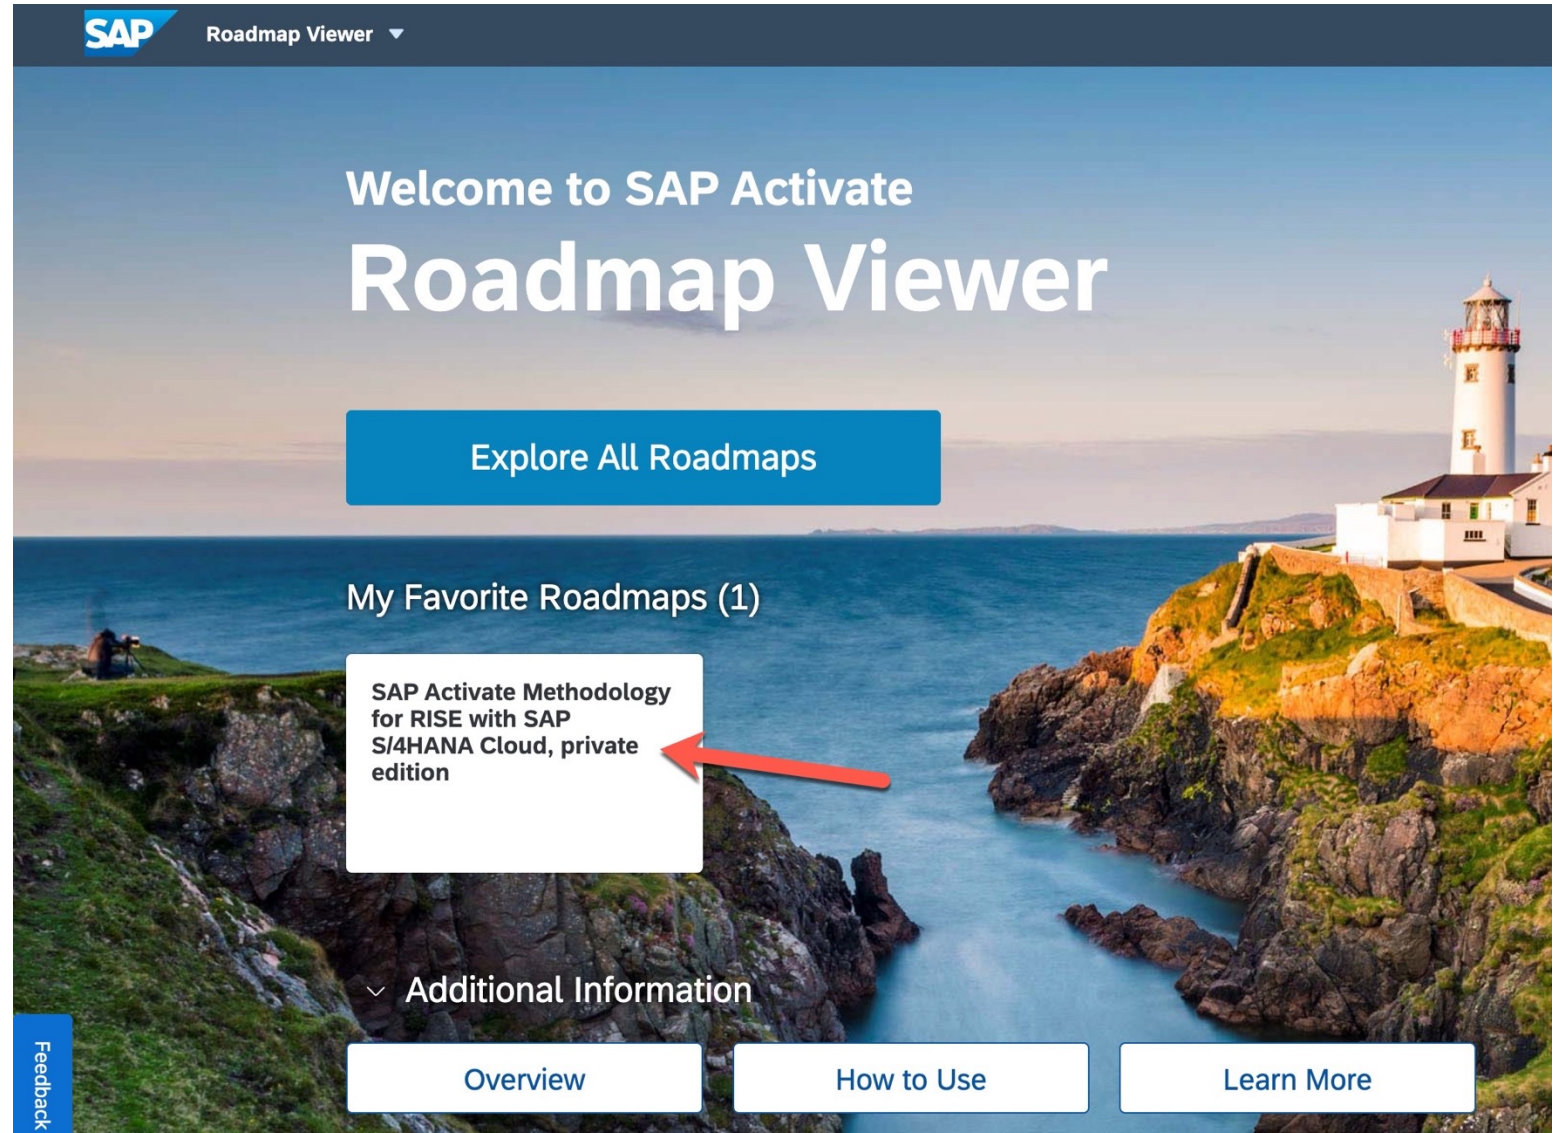 SAP
Roadmap Viewer
Welcome to SAP Activate
Roadmap Viewer
Explore All Roadmaps
My Favorite Roadmaps (1)
SAP Activate Methodology
for RISE with SAP
S/4HANA Cloud, private
edition
Additional Information
Overview
How to Use
Learn More
Feedback